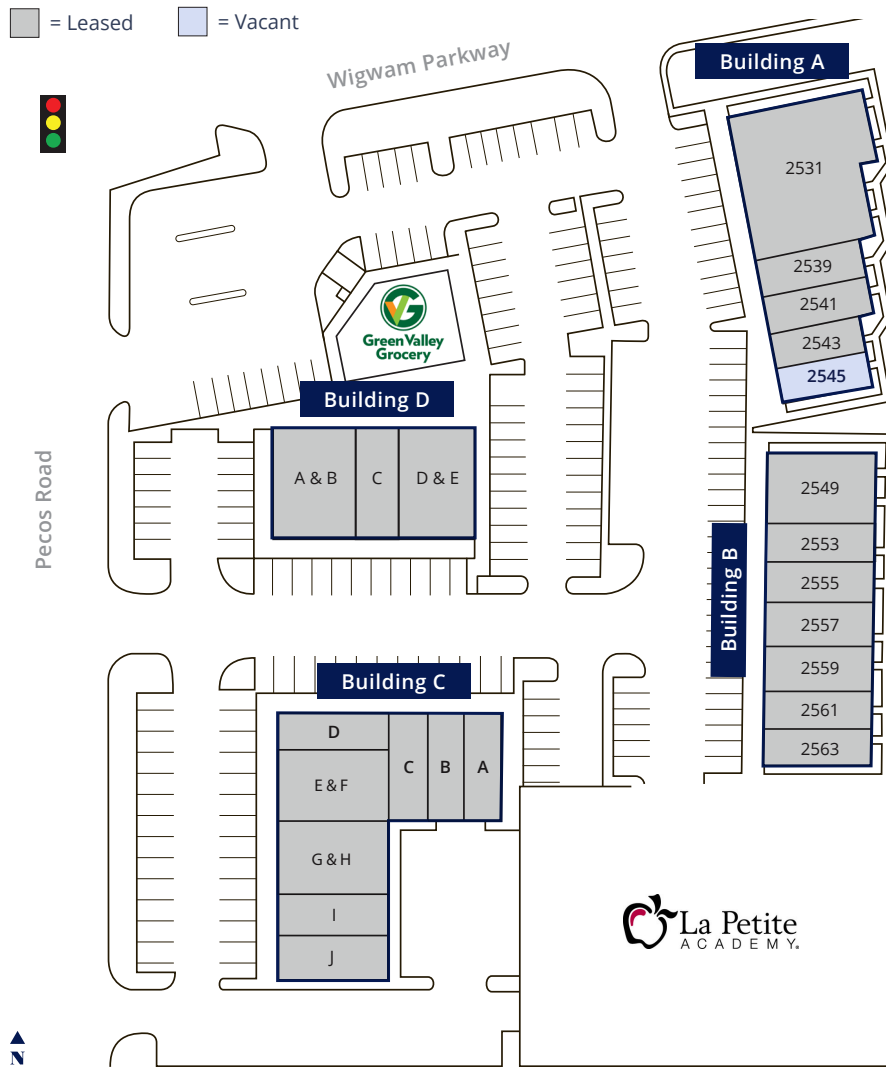 = Leased
= Vacant
Wigwam Parkway
Building A
2531
2539
2541
2543
2545
Green Valley
Grocery
Building D
A & B
C
D & E
Pecos Road
Building B
2549
2553
2555
2557
2559
2561
2563
Building C
D
C
B
A
E & F
G & H
I
J
La Petite
ACADEMY.
N